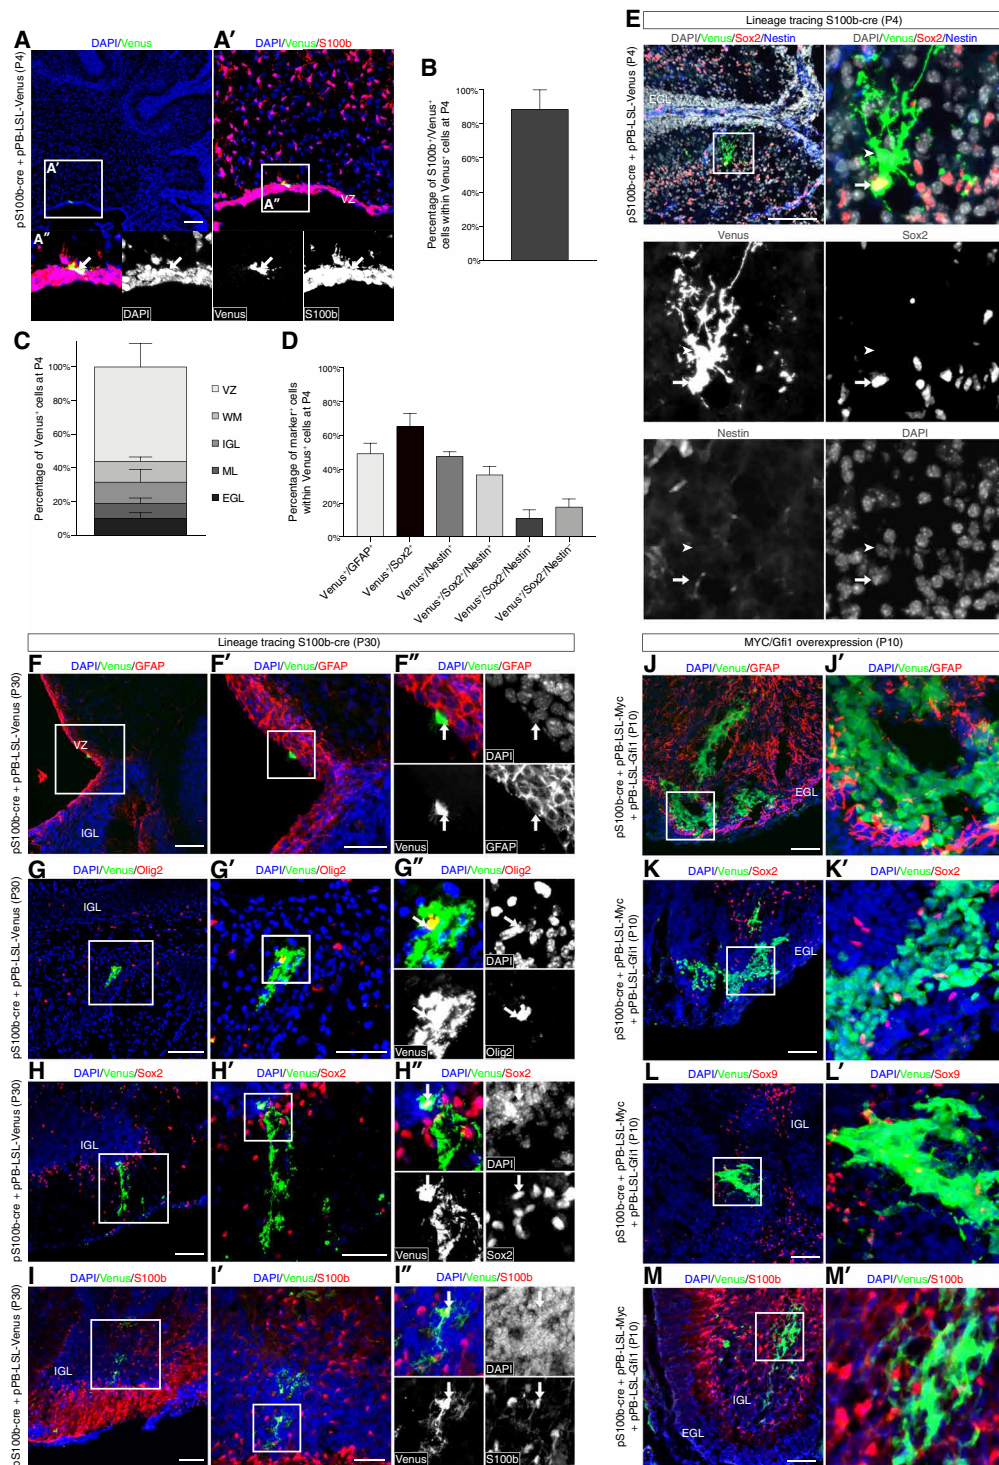 A
DAPI/Venus
A′
DAPI/Venus/S100b
pS100b-cre + pPB-LSL-Venus (P4)
A′
A″
VZ
A″
DAPI
Venus
S100b
B
Percentage of S100b⁺/Venus⁺
cells within Venus⁺ cells at P4
100%
80%
60%
40%
20%
0%
C
Percentage of Venus⁺ cells at P4
100%
80%
60%
40%
20%
0%
VZ
WM
IGL
ML
EGL
D
Percentage of marker⁺ cells
within Venus⁺ cells at P4
100%
80%
60%
40%
20%
0%
Venus⁺/GFAP⁺
Venus⁺/Sox2⁺
Venus⁺/Nestin⁺
Venus⁺/Sox2⁺/Nestin⁺
Venus⁺/Sox2⁻/Nestin⁺
E
Lineage tracing S100b-cre (P4)
DAPI/Venus/Sox2/Nestin
DAPI/Venus/Sox2/Nestin
pS100b-cre + pPB-LSL-Venus (P4)
EGL
Venus
Sox2
Nestin
DAPI
Lineage tracing S100b-cre (P30)
F
DAPI/Venus/GFAP
F′
DAPI/Venus/GFAP
F″
DAPI/Venus/GFAP
pS100b-cre + pPB-LSL-Venus (P30)
VZ
IGL
DAPI
Venus
GFAP
G
DAPI/Venus/Olig2
G′
DAPI/Venus/Olig2
G″
DAPI/Venus/Olig2
pS100b-cre + pPB-LSL-Venus (P30)
IGL
DAPI
Venus
Olig2
H
DAPI/Venus/Sox2
H′
DAPI/Venus/Sox2
H″
DAPI/Venus/Sox2
pS100b-cre + pPB-LSL-Venus (P30)
IGL
DAPI
Venus
Sox2
I
DAPI/Venus/S100b
I′
DAPI/Venus/S100b
I″
DAPI/Venus/S100b
pS100b-cre + pPB-LSL-Venus (P30)
IGL
DAPI
Venus
S100b
MYC/Gfi1 overexpression (P10)
J
DAPI/Venus/GFAP
J′
DAPI/Venus/GFAP
pS100b-cre + pPB-LSL-Myc
+ pPB-LSL-Gfi1 (P10)
EGL
K
DAPI/Venus/Sox2
K′
DAPI/Venus/Sox2
pS100b-cre + pPB-LSL-Myc
+ pPB-LSL-Gfi1 (P10)
EGL
L
DAPI/Venus/Sox9
L′
DAPI/Venus/Sox9
pS100b-cre + pPB-LSL-Myc
+ pPB-LSL-Gfi1 (P10)
IGL
M
DAPI/Venus/S100b
M′
DAPI/Venus/S100b
pS100b-cre + pPB-LSL-Myc
+ pPB-LSL-Gfi1 (P10)
IGL
EGL